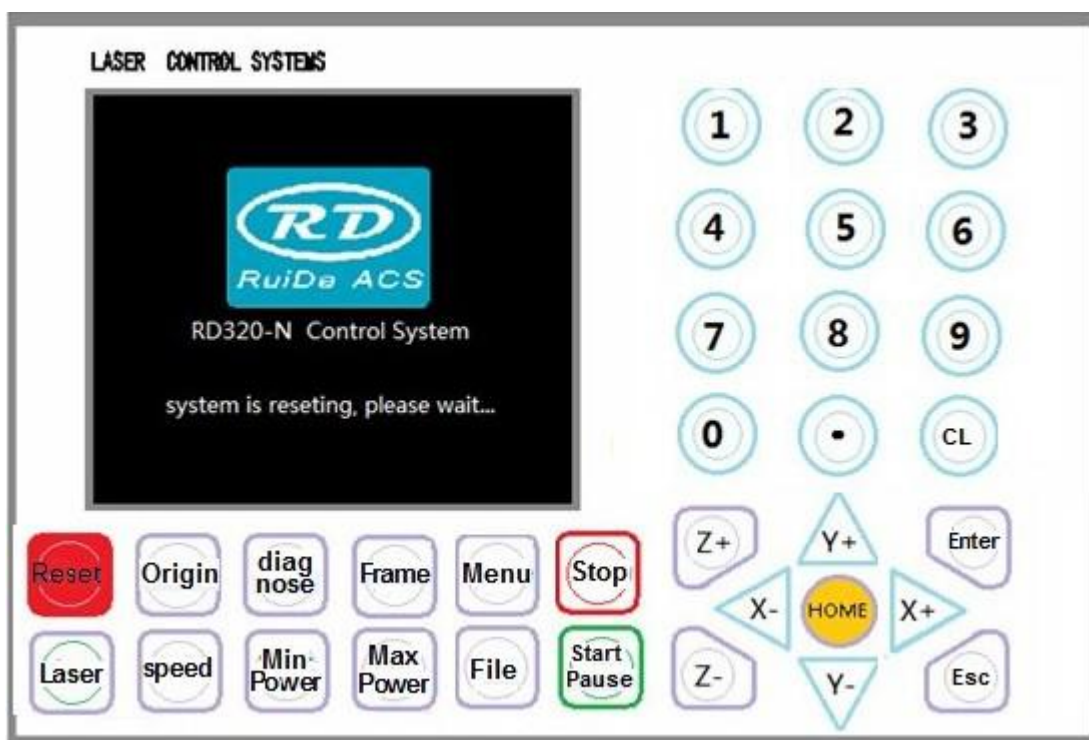 LASER CONTROL SYSTEMS
RD
RuiDa ACS
RD320-N Control System
system is reseting, please wait...
1 2 3
4 5 6
7 8 9
0 . CL
Reset Origin diag nose Frame Menu Stop
Laser speed Min Power Max Power File Start Pause
Z+ Y+ Enter
X- HOME X+
Z- Y- Esc